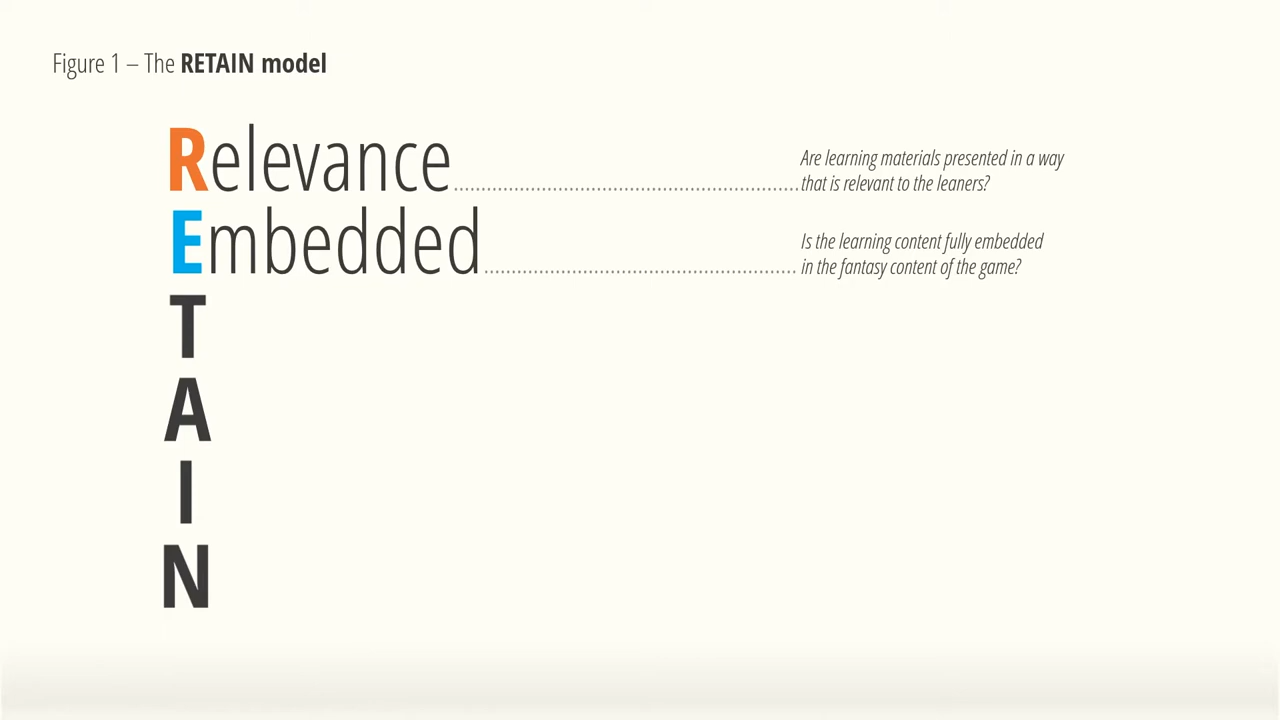 Figure 1 – The RETAIN model
Relevance
Are learning materials presented in a way
that is relevant to the leaners?
Embedded
Is the learning content fully embedded
in the fantasy content of the game?
T
A
I
N